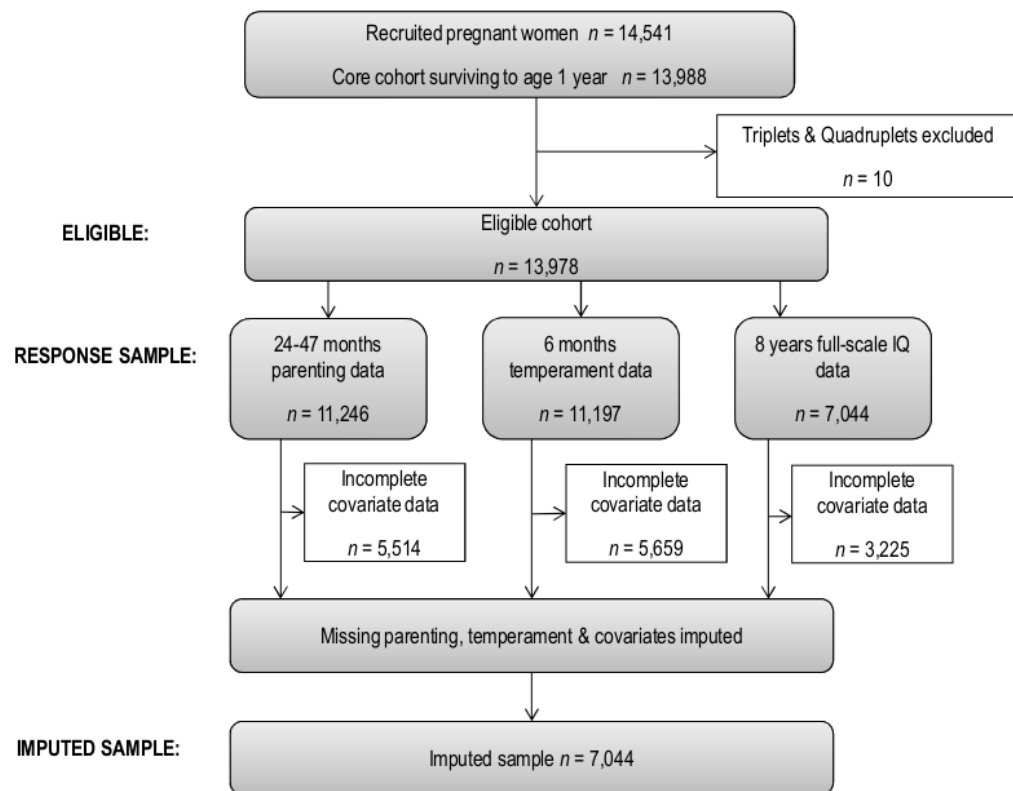 Recruited pregnant women n = 14,541
Core cohort surviving to age 1 year n = 13,988
Triplets & Quadruplets excluded
n = 10
ELIGIBLE:
Eligible cohort
n = 13,978
RESPONSE SAMPLE:
24-47 months
parenting data
n = 11,246
6 months
temperament data
n = 11,197
8 years full-scale IQ
data
n = 7,044
Incomplete
covariate data
n = 5,514
Incomplete
covariate data
n = 5,659
Incomplete
covariate data
n = 3,225
Missing parenting, temperament & covariates imputed
IMPUTED SAMPLE:
Imputed sample n = 7,044